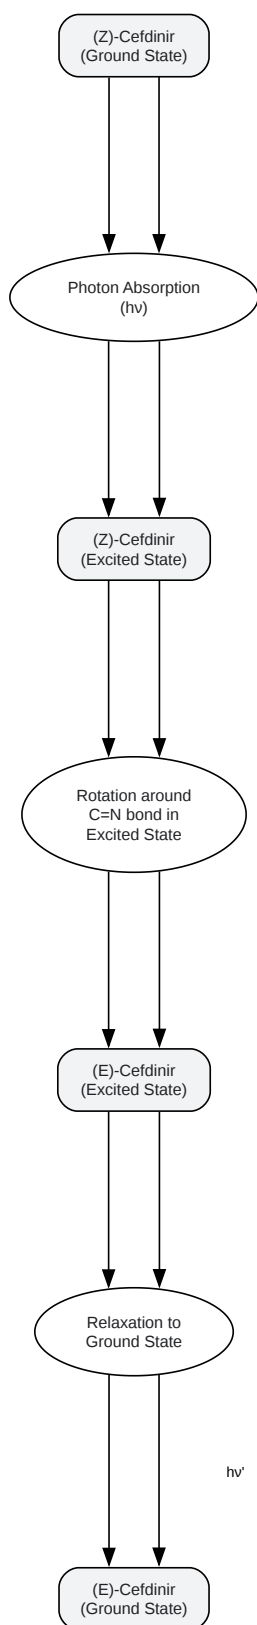 (Z)-Cefdinir
(Ground State)
Photon Absorption
(hν)
(Z)-Cefdinir
(Excited State)
Rotation around
C=N bond in
Excited State
(E)-Cefdinir
(Excited State)
Relaxation to
Ground State
hν'
(E)-Cefdinir
(Ground State)